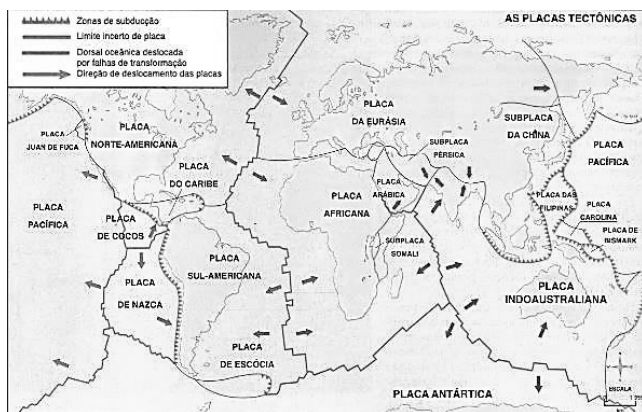 Zonas de subducção
Limite incerto de placa
Dorsal oceânica deslocada
por falhas de transformação
Direção de deslocamento das placas
AS PLACAS TECTÔNICAS
PLACA
JUAN DE FUCA
PLACA
NORTE-AMERICANA
PLACA
DO CARIBE
PLACA
PACÍFICA
PLACA
DE COCOS
PLACA
DE NAZCA
PLACA
SUL-AMERICANA
PLACA
DE ESCÓCIA
PLACA
DA EURÁSIA
SUBPLACA
PÉRSICA
PLACA
ARÁBICA
PLACA
AFRICANA
SUBPLACA
SOMALI
SUBPLACA
DA CHINA
PLACA
PACÍFICA
PLACA DAS
FILIPINAS
PLACA
CAROLINA
PLACA DE
BISMARK
PLACA
INDOAUSTRALIANA
PLACA ANTÁRTICA
ESCALA